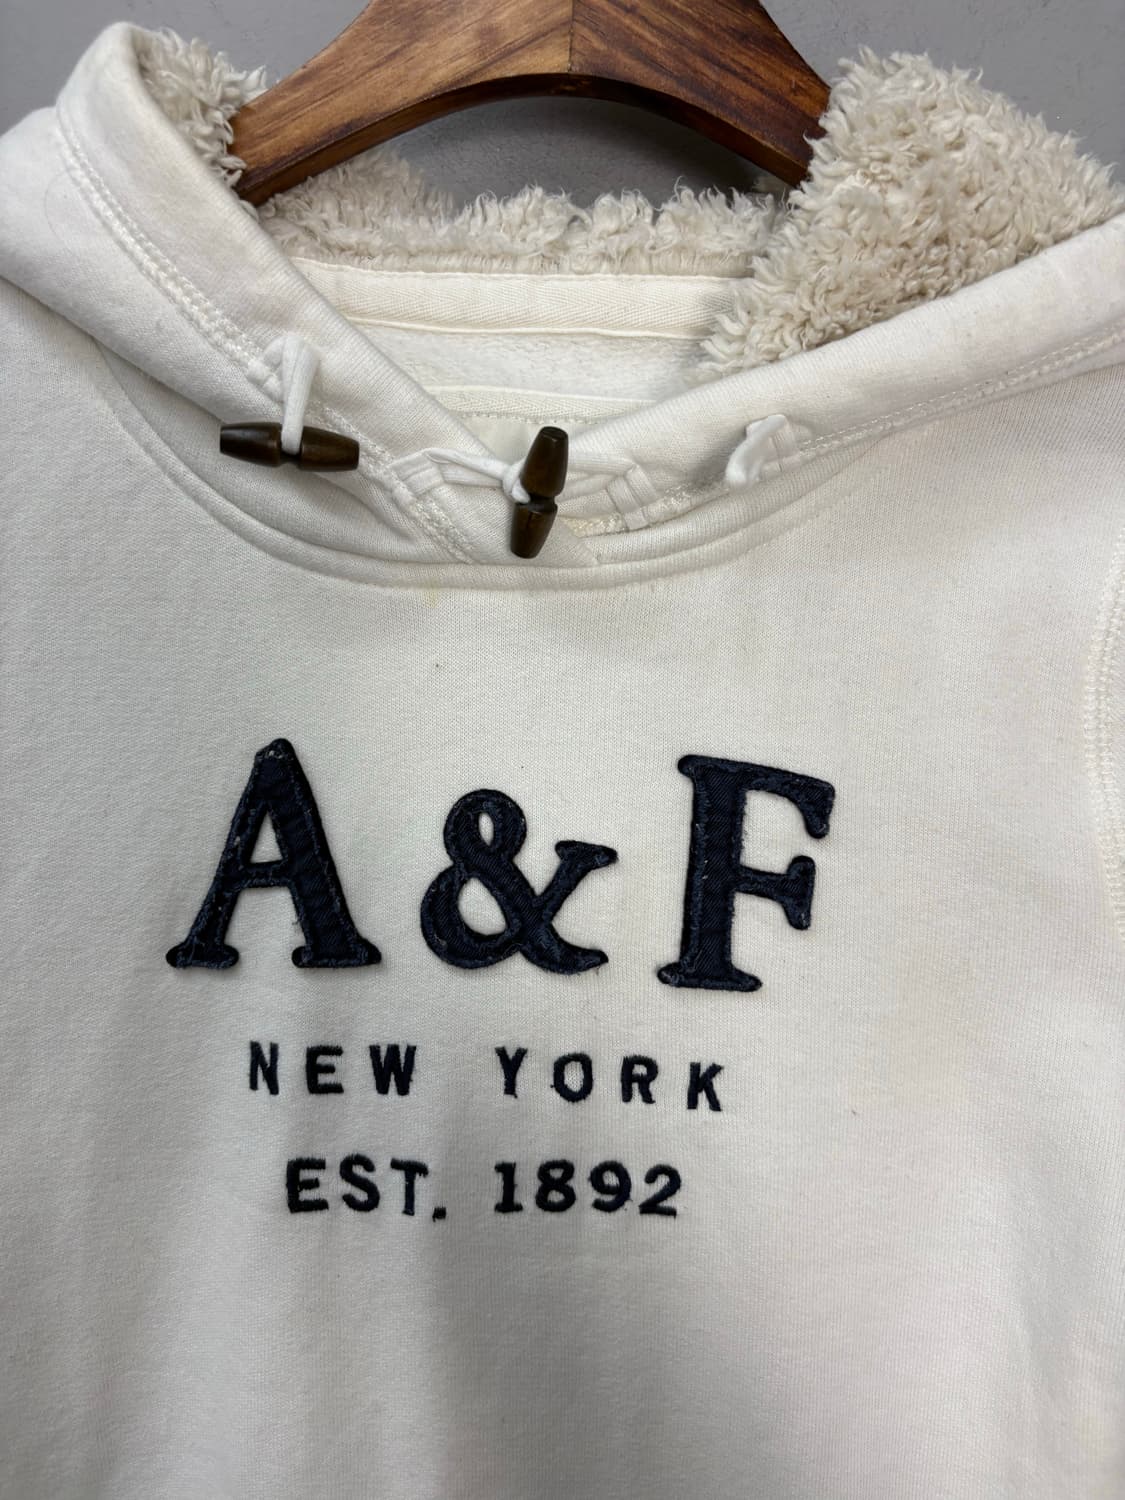 A & F
NEW YORK
EST. 1892